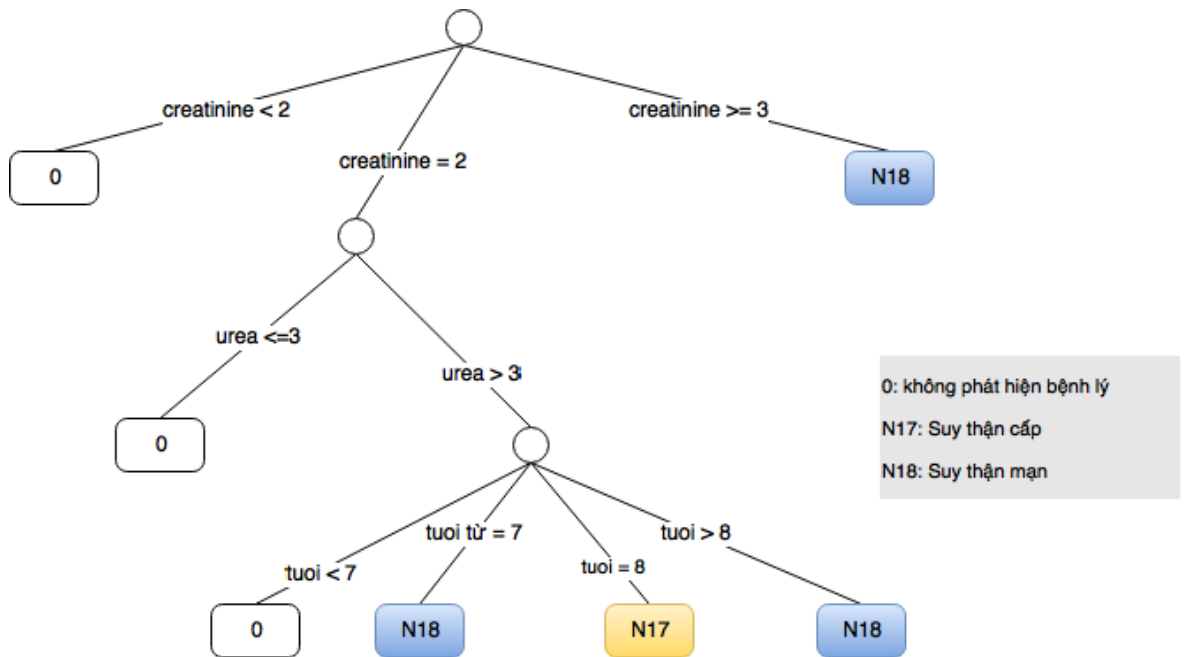 creatinine < 2
creatinine >= 3
creatinine = 2
0
N18
urea <=3
urea > 3
0
0: không phát hiện bệnh lý
N17: Suy thận cấp
N18: Suy thận mạn
tuoi < 7
tuoi từ = 7
tuoi = 8
tuoi > 8
0
N18
N17
N18